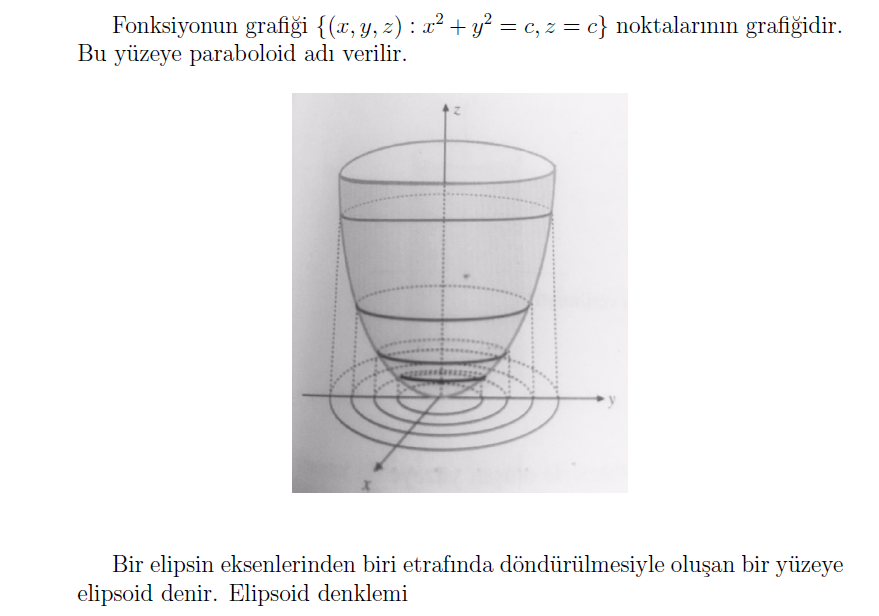 Fonksiyonun grafiği {(x, y, z) : x² + y² = c, z = c} noktalarının grafiğidir.
Bu yüzeye paraboloid adı verilir.
z
y
x
Bir elipsin eksenlerinden biri etrafında döndürülmesiyle oluşan bir yüzeye
elipsoid denir. Elipsoid denklemi